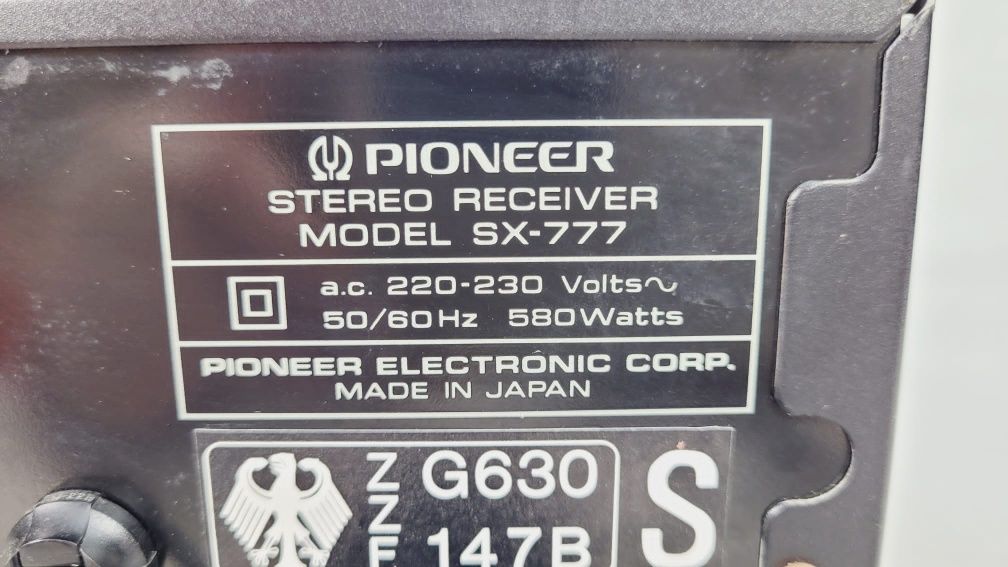 PIONEER
STEREO RECEIVER
MODEL SX-777
a.c. 220-230 Volts~
50/60Hz 580Watts
PIONEER ELECTRONIC CORP.
MADE IN JAPAN
ZZF
G630
147B
S